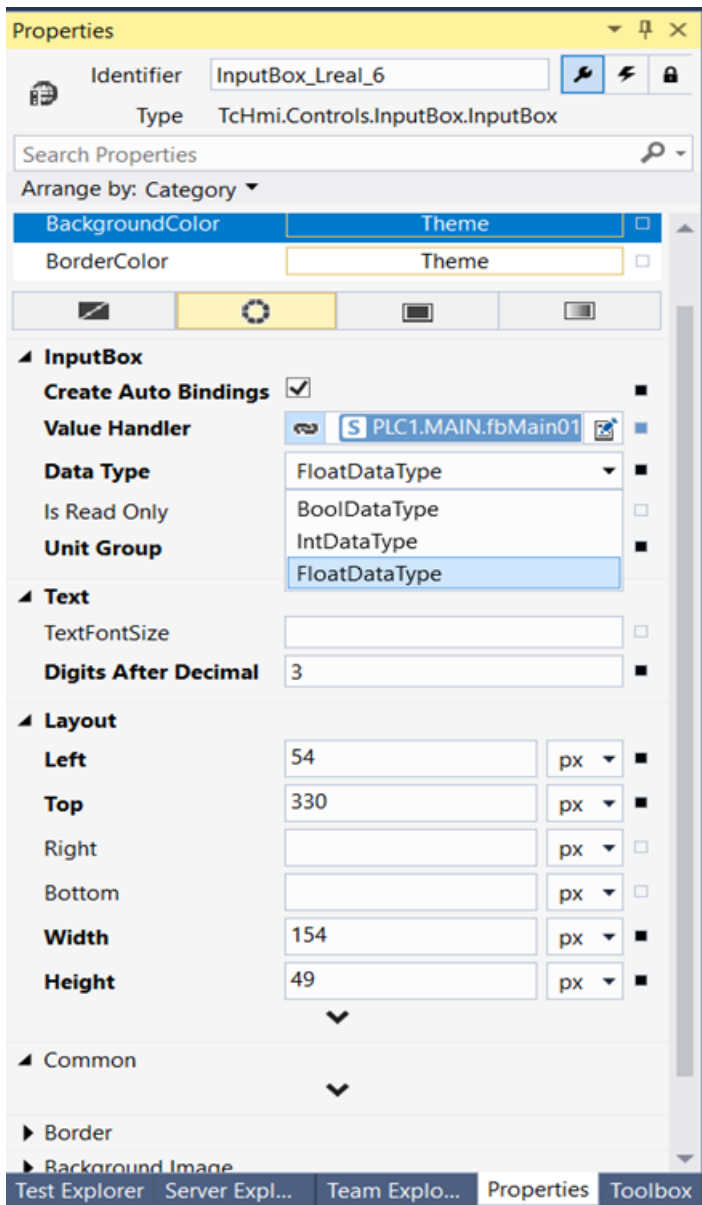 Properties
Identifier InputBox_Lreal_6
Type TcHmi.Controls.InputBox.InputBox
Search Properties
Arrange by: Category
BackgroundColor Theme
BorderColor Theme
InputBox
Create Auto Bindings
Value Handler S PLC1.MAIN.fbMain01
Data Type FloatDataType
Is Read Only BoolDataType
IntDataType
Unit Group
FloatDataType
Text
TextFontSize
Digits After Decimal 3
Layout
Left 54 px
Top 330 px
Right px
Bottom px
Width 154 px
Height 49 px
Common
Border
Background Image
Test Explorer Server Expl... Team Explo... Properties Toolbox